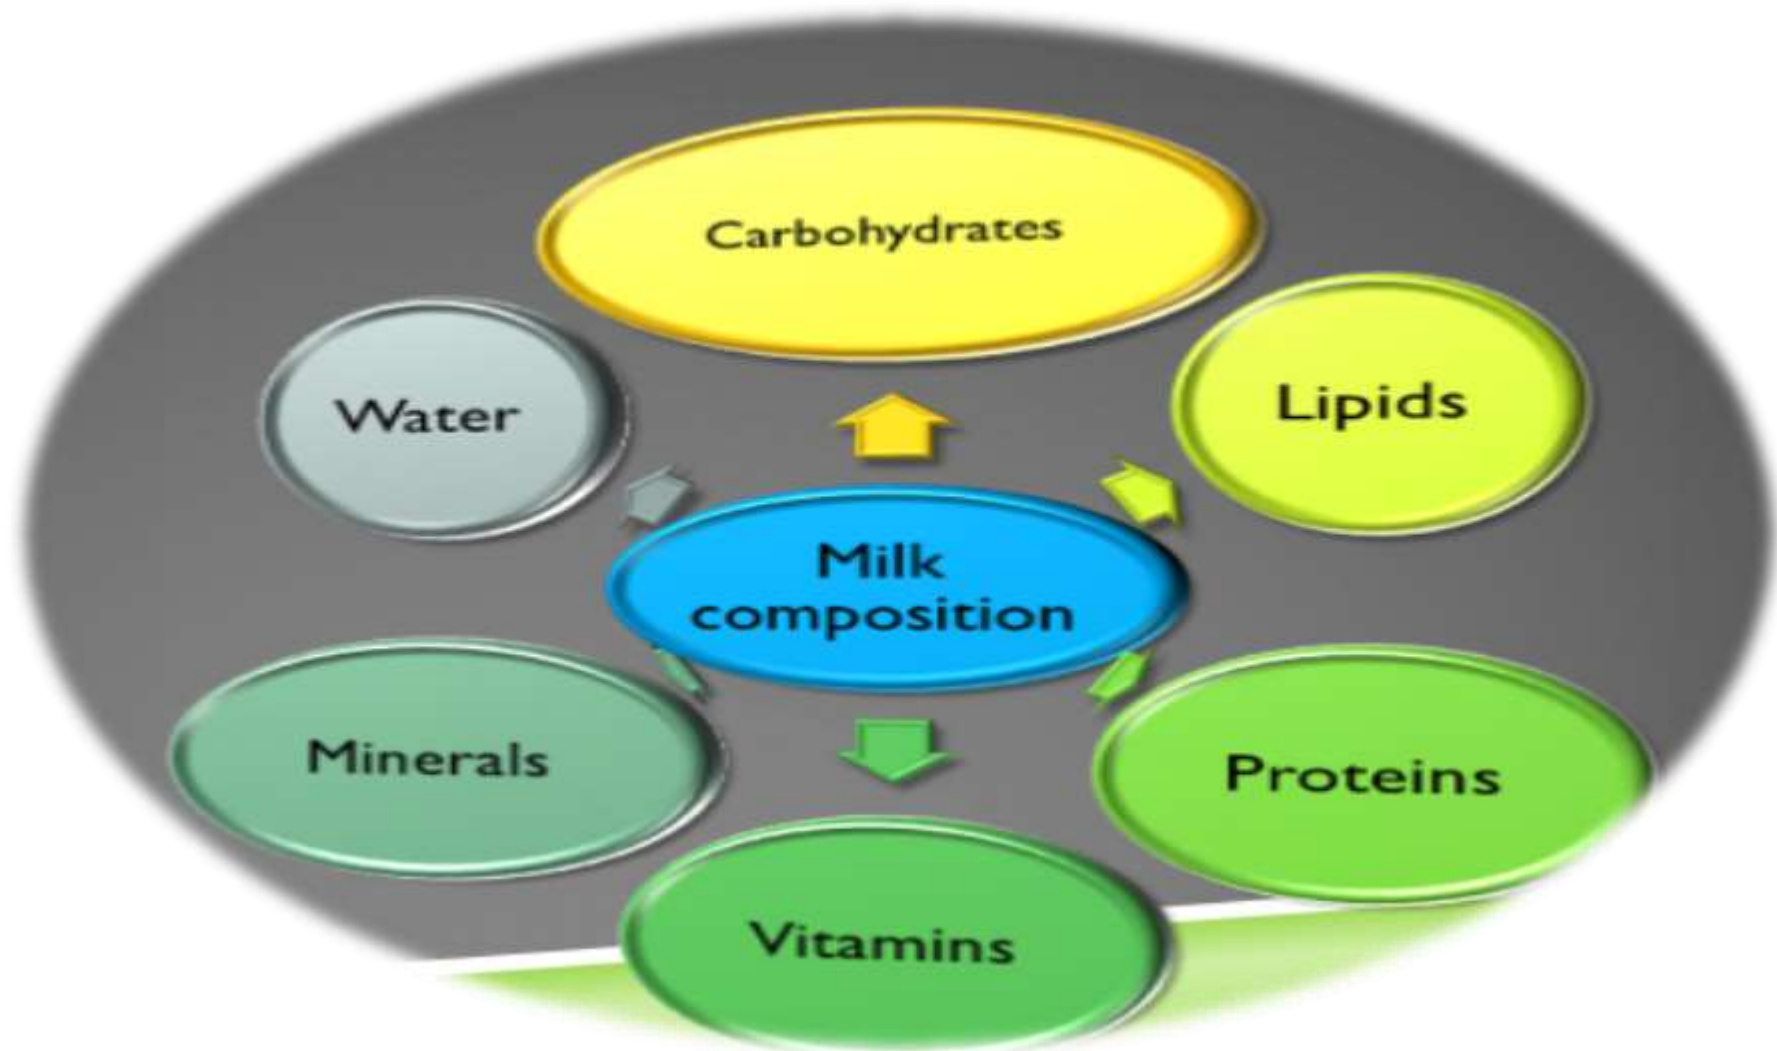 Carbohydrates
Water
Lipids
Milk
composition
Minerals
Proteins
Vitamins